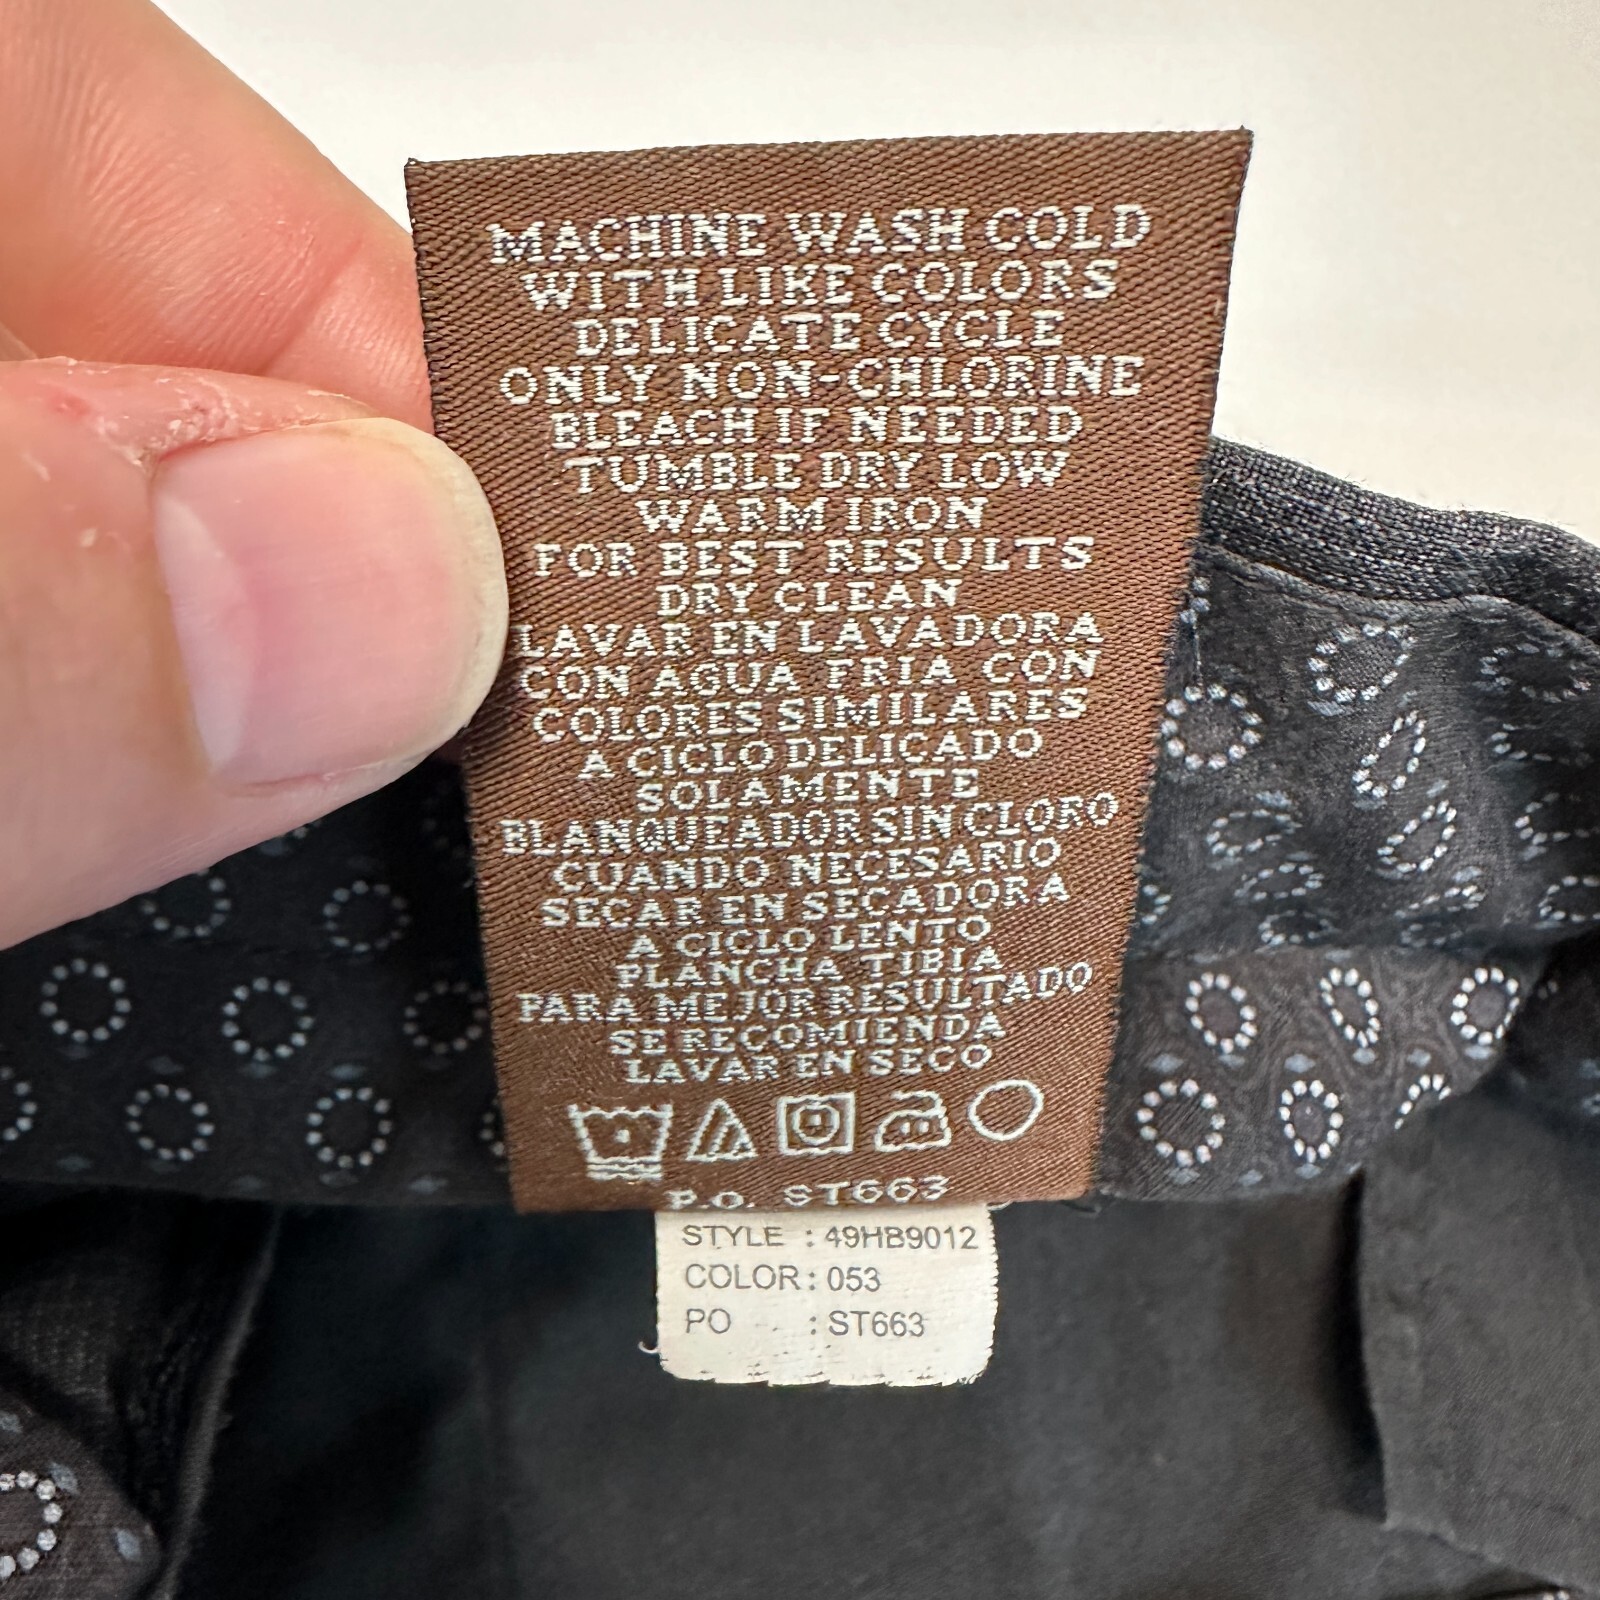 MACHINE WASH COLD
WITH LIKE COLORS
DELICATE CYCLE
ONLY NON-CHLORINE
BLEACH IF NEEDED
TUMBLE DRY LOW
WARM IRON
FOR BEST RESULTS
DRY CLEAN
LAVAR EN LAVADORA
CON AGUA FRIA CON
COLORES SIMILARES
A CICLO DELICADO
SOLAMENTE
BLANQUEADOR SIN CLORO
CUANDO NECESARIO
SECAR EN SECADORA
A CICLO LENTO
PLANCHA TIBIA
PARA MEJOR RESULTADO
SE RECOMIENDA
LAVAR EN SECO
P.O. ST663
STYLE : 49HB9012
COLOR : 053
PO : ST663